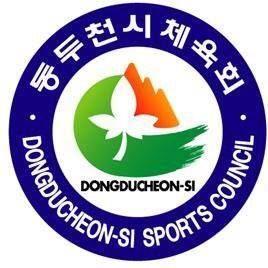 동두천시체육회
DONGDUCHEON-SI
· DONGDUCHEON-SI SPORTS COUNCIL ·